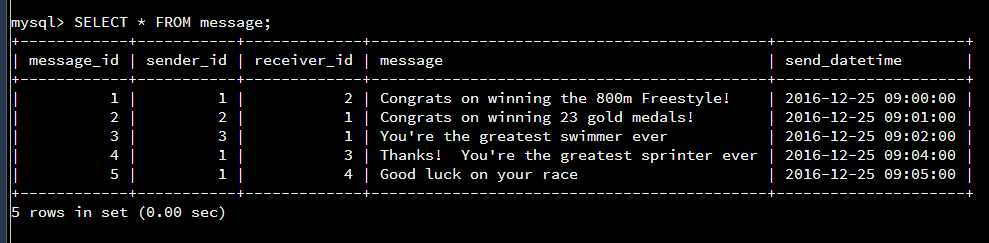 mysql> SELECT * FROM message;
+------------+-----------+-------------+------------------------------------------+---------------------+
| message_id | sender_id | receiver_id | message                                  | send_datetime       |
+------------+-----------+-------------+------------------------------------------+---------------------+
|          1 |         1 |           2 | Congrats on winning the 800m Freestyle!  | 2016-12-25 09:00:00 |
|          2 |         2 |           1 | Congrats on winning 23 gold medals!      | 2016-12-25 09:01:00 |
|          3 |         3 |           1 | You're the greatest swimmer ever         | 2016-12-25 09:02:00 |
|          4 |         1 |           3 | Thanks!  You're the greatest sprinter ever | 2016-12-25 09:04:00 |
|          5 |         1 |           4 | Good luck on your race                   | 2016-12-25 09:05:00 |
+------------+-----------+-------------+------------------------------------------+---------------------+
5 rows in set (0.00 sec)